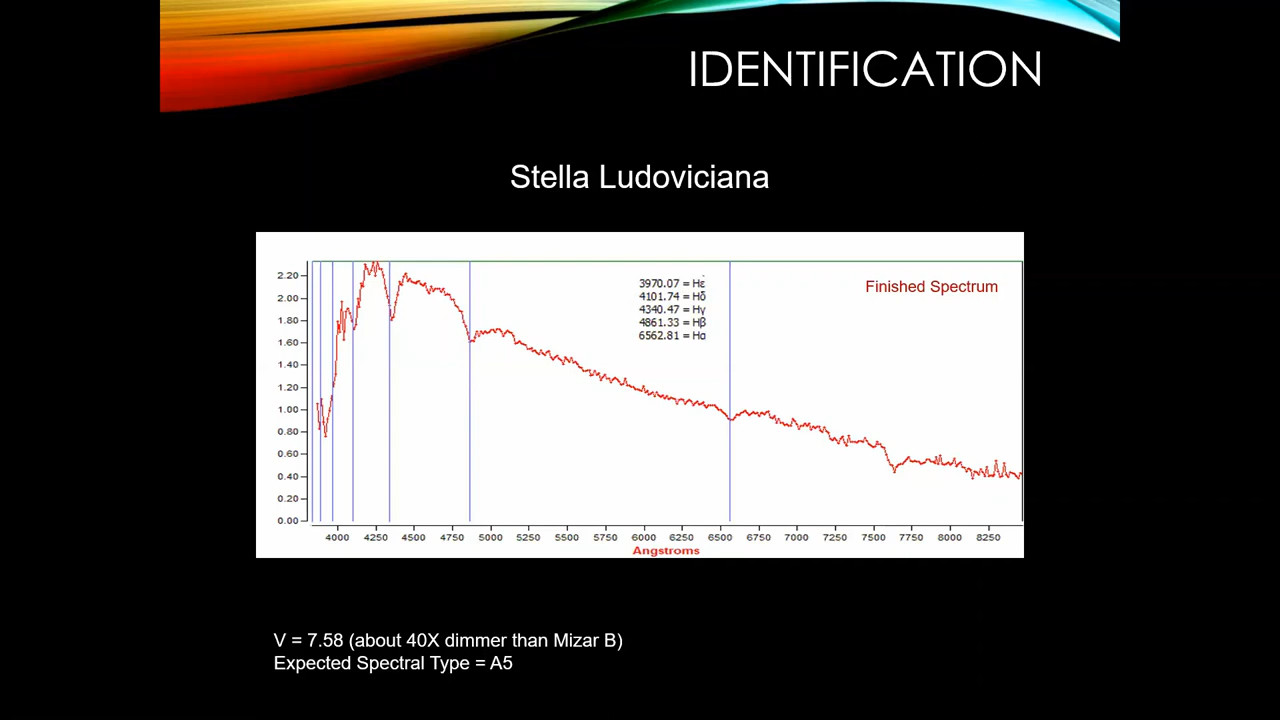 IDENTIFICATION
Stella Ludoviciana
Finished Spectrum
3970.07 = Hε
4101.74 = Hδ
4340.47 = Hγ
4861.33 = Hβ
6562.81 = Hα
2.20
2.00
1.80
1.60
1.40
1.20
1.00
0.80
0.60
0.40
0.20
0.00
4000 4250 4500 4750 5000 5250 5500 5750 6000 6250 6500 6750 7000 7250 7500 7750 8000 8250
Angstroms
V = 7.58 (about 40X dimmer than Mizar B)
Expected Spectral Type = A5